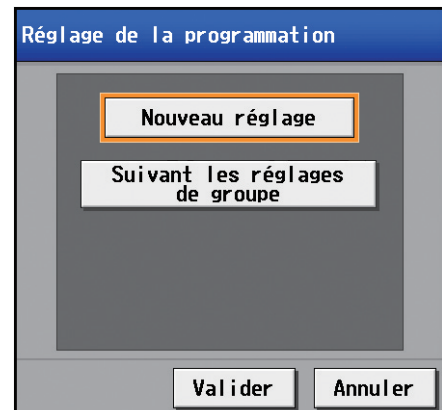 Réglage de la programmation
Nouveau réglage
Suivant les réglages
de groupe
Valider
Annuler